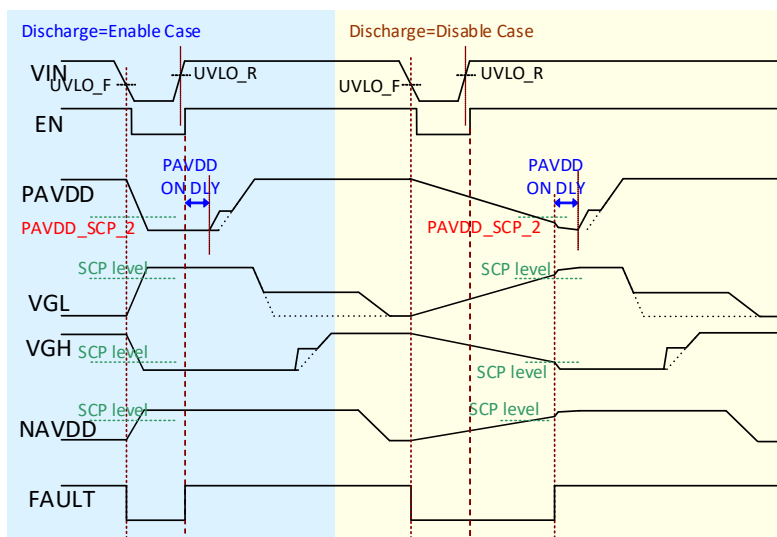 Discharge=Enable Case
Discharge=Disable Case
VIN
UVLO_F
UVLO_R
UVLO_F
UVLO_R
EN
PAVDD
ON DLY
PAVDD
ON DLY
PAVDD
PAVDD_SCP_2
PAVDD_SCP_2
SCP level
SCP level
VGL
VGH
SCP level
SCP level
SCP level
SCP level
NAVDD
FAULT